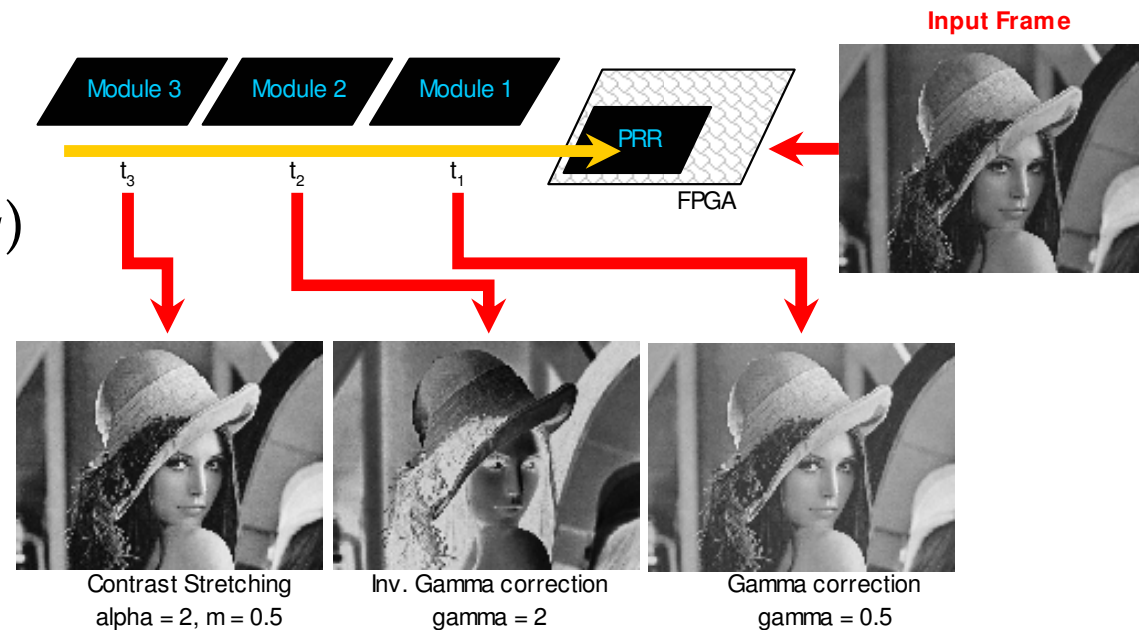 Input Frame
Module 3 Module 2 Module 1
PRR
t3 t2 t1
FPGA
)
Contrast Stretching
alpha = 2, m = 0.5
Inv. Gamma correction
gamma = 2
Gamma correction
gamma = 0.5